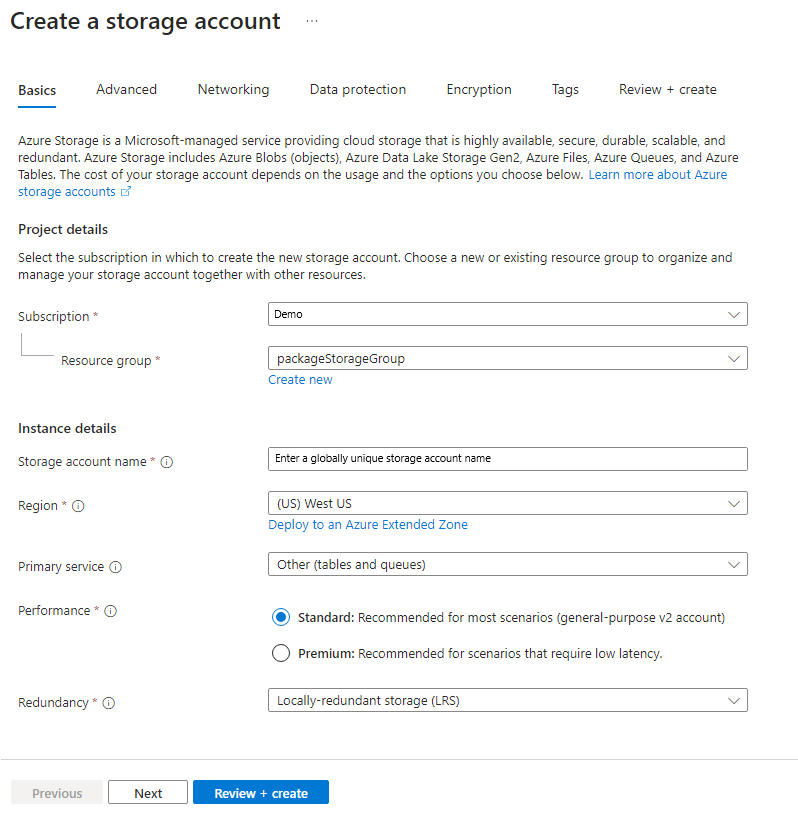 Create a storage account ...
Basics Advanced Networking Data protection Encryption Tags Review + create
Azure Storage is a Microsoft-managed service providing cloud storage that is highly available, secure, durable, scalable, and
redundant. Azure Storage includes Azure Blobs (objects), Azure Data Lake Storage Gen2, Azure Files, Azure Queues, and Azure
Tables. The cost of your storage account depends on the usage and the options you choose below. Learn more about Azure
storage accounts
Project details
Select the subscription in which to create the new storage account. Choose a new or existing resource group to organize and
manage your storage account together with other resources.
Subscription * Demo
Resource group * packageStorageGroup
Create new
Instance details
Storage account name * Enter a globally unique storage account name
Region * (US) West US
Deploy to an Azure Extended Zone
Primary service Other (tables and queues)
Performance * Standard: Recommended for most scenarios (general-purpose v2 account)
Premium: Recommended for scenarios that require low latency.
Redundancy * Locally-redundant storage (LRS)
Previous Next Review + create